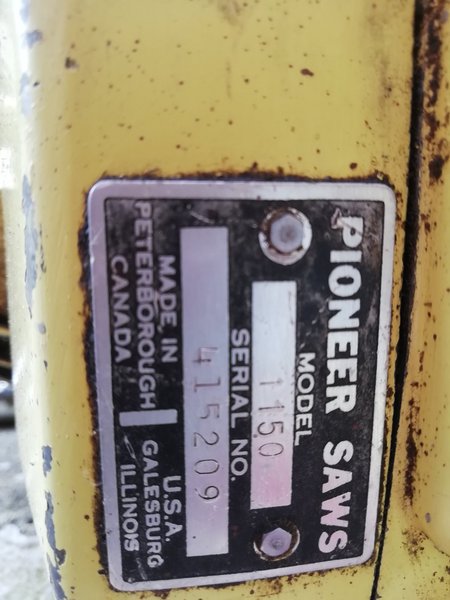 PIONEER SAWS
MODEL
1150
SERIAL NO.
415209
MADE IN
PETERBOROUGH
CANADA
U.S.A.
GALESBURG
ILLINOIS